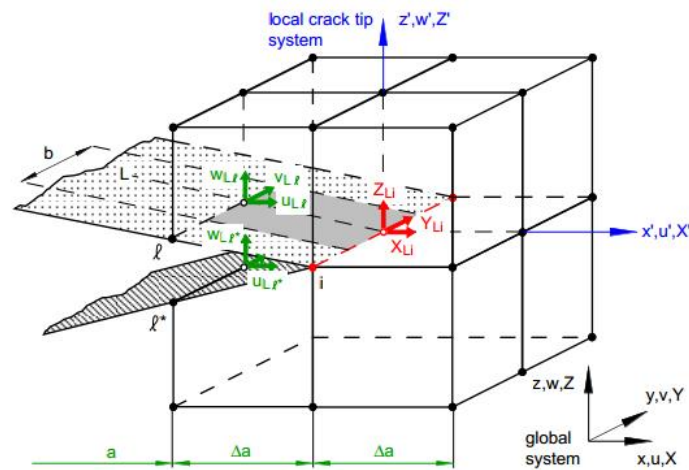 local crack tip
system
z',w',Z'
b
L
w_Lℓ
v_Lℓ
u_Lℓ
Z_Li
Y_Li
X_Li
x',u',X'
ℓ
w_Lℓ*
u_Lℓ*
i
ℓ*
z,w,Z
y,v,Y
global
system
x,u,X
a
Δa
Δa